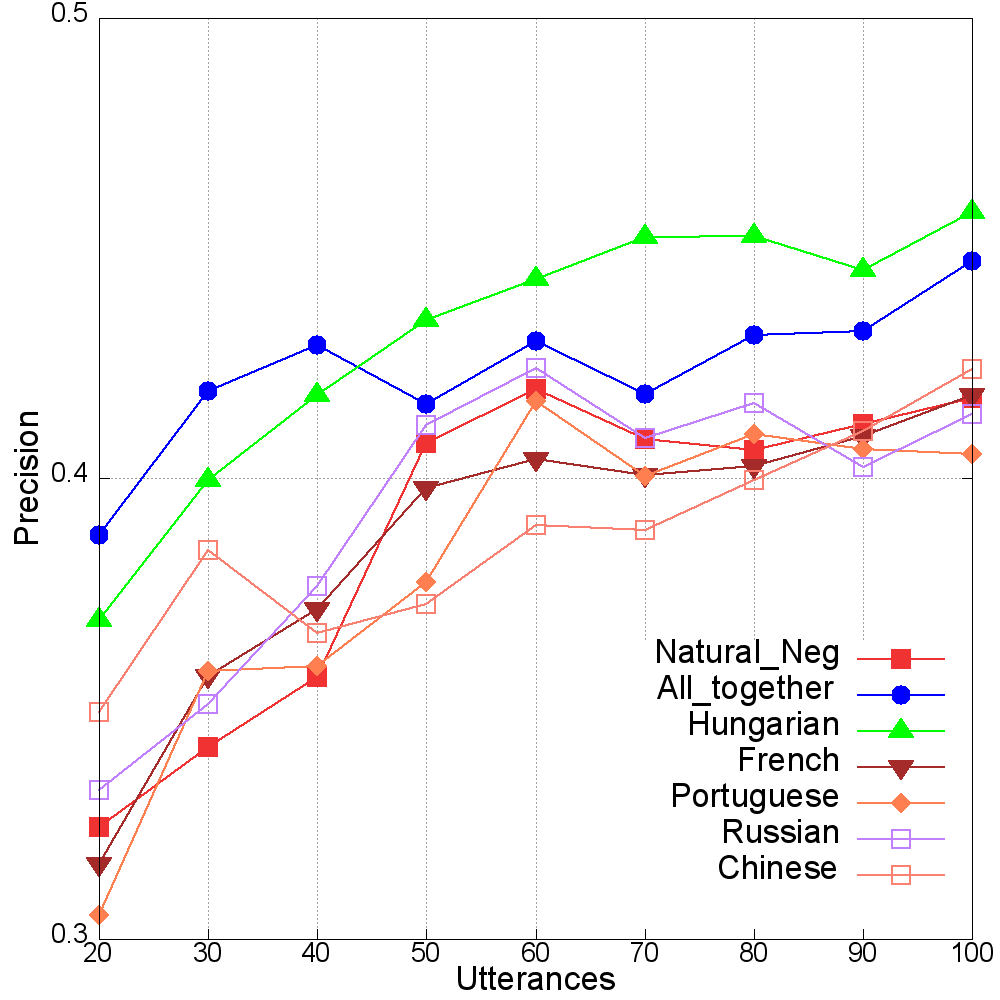 0.5
0.4
0.3
Precision
Natural_Neg
All_together
Hungarian
French
Portuguese
Russian
Chinese
20 30 40 50 60 70 80 90 100
Utterances